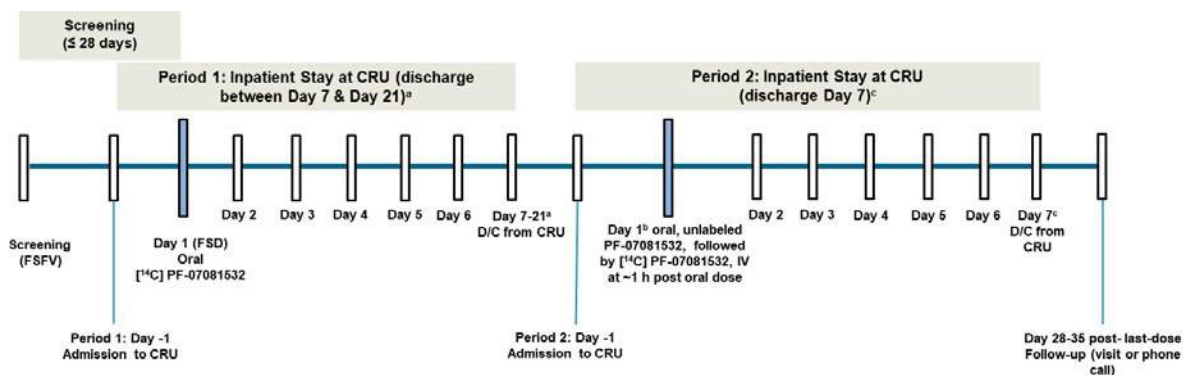 Screening
(≤ 28 days)
Period 1: Inpatient Stay at CRU (discharge
between Day 7 & Day 21)ᵃ
Period 2: Inpatient Stay at CRU
(discharge Day 7)ᶜ
Screening
(FSFV)
Day 1 (FSD)
Oral
[¹⁴C] PF-07081532
Day 2
Day 3
Day 4
Day 5
Day 6
Day 7-21ᵃ
D/C from CRU
Day 1ᵇ oral, unlabeled
PF-07081532, followed
by [¹⁴C] PF-07081532, IV
at ~1 h post oral dose
Day 2
Day 3
Day 4
Day 5
Day 6
Day 7ᶜ
D/C from
CRU
Period 1: Day -1
Admission to CRU
Period 2: Day -1
Admission to CRU
Day 28-35 post- last-dose
Follow-up (visit or phone
call)